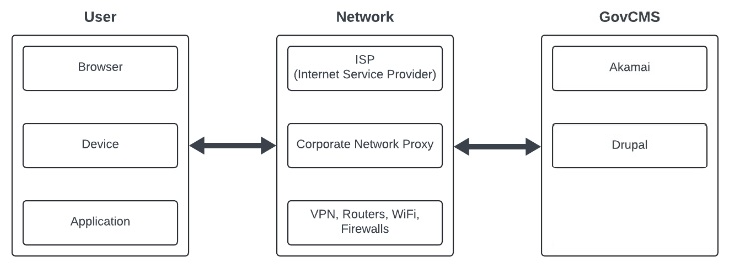 User
Browser
Device
Application
Network
ISP
(Internet Service Provider)
Corporate Network Proxy
VPN, Routers, WiFi,
Firewalls
GovCMS
Akamai
Drupal